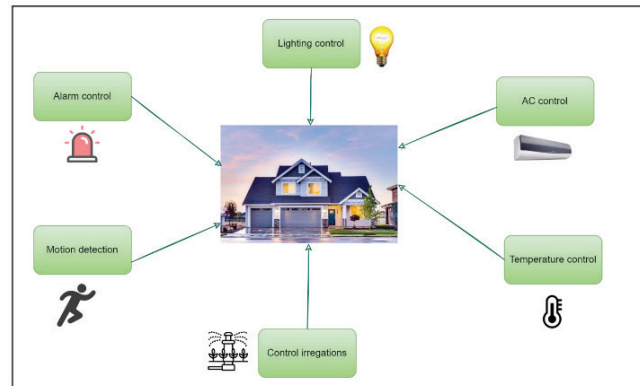 Lighting control
Alarm control
AC control
Motion detection
Temperature control
Control irregations